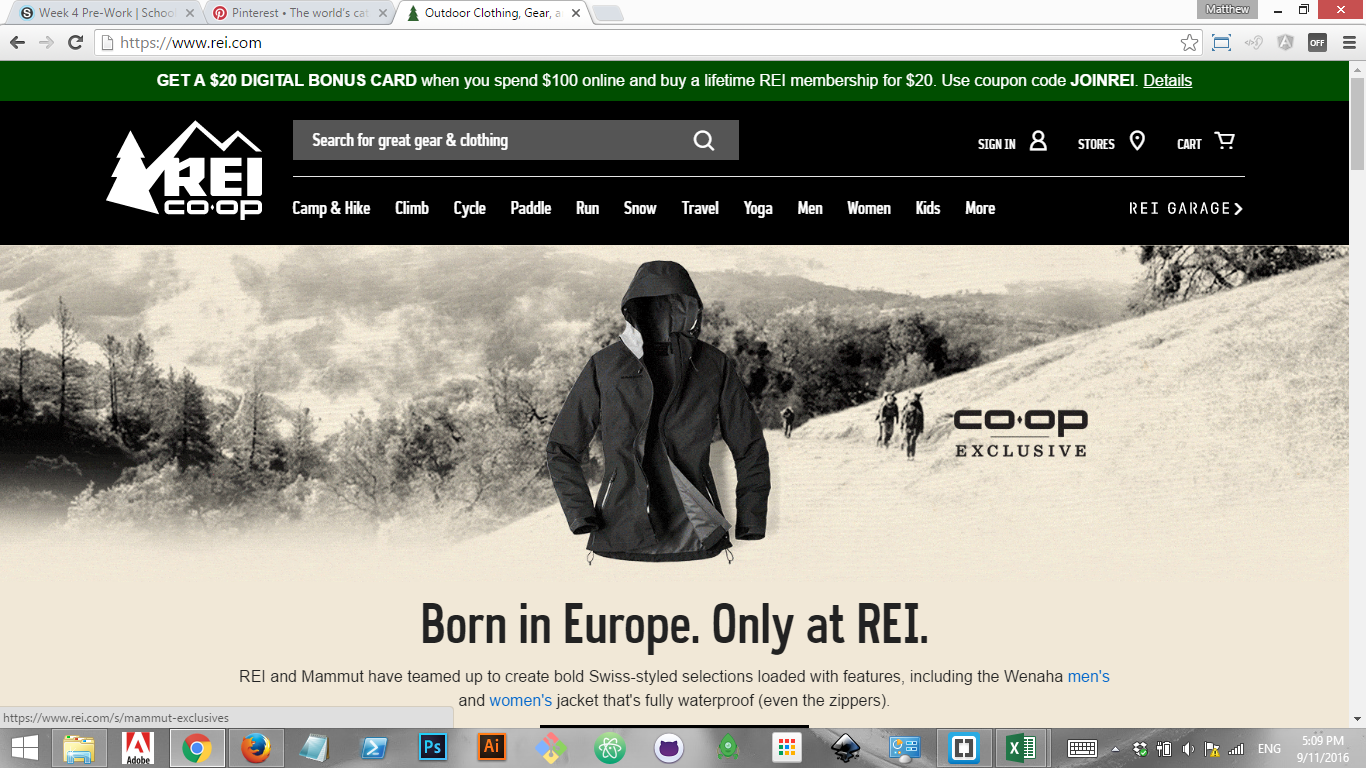 Week 4 Pre-Work | School
Pinterest • The world's cat
Outdoor Clothing, Gear, a
Matthew
https://www.rei.com
OFF
GET A $20 DIGITAL BONUS CARD when you spend $100 online and buy a lifetime REI membership for $20. Use coupon code JOINREI. Details
REI
CO·OP
Search for great gear & clothing
SIGN IN
STORES
CART
Camp & Hike Climb Cycle Paddle Run Snow Travel Yoga Men Women Kids More
REI GARAGE
CO·OP
EXCLUSIVE
Born in Europe. Only at REI.
REI and Mammut have teamed up to create bold Swiss-styled selections loaded with features, including the Wenaha men's
and women's jacket that's fully waterproof (even the zippers).
https://www.rei.com/s/mammut-exclusives
Adobe
Ps
Ai
ENG
5:09 PM
9/11/2016